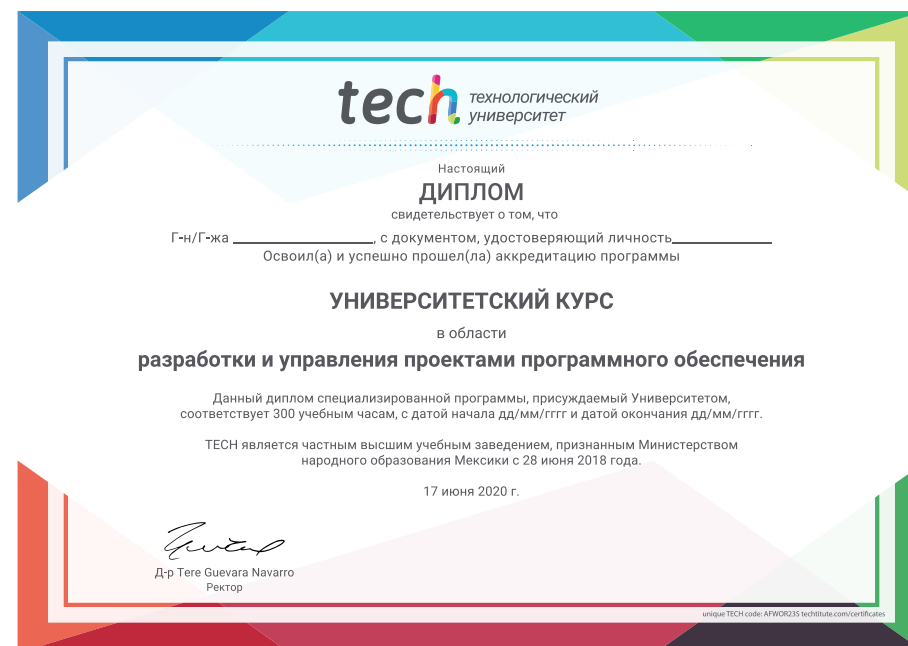 tech технологический
университет
Настоящий
ДИПЛОМ
свидетельствует о том, что
Г-н/Г-жа ____________________, с документом, удостоверяющий личность______________
Освоил(а) и успешно прошел(ла) аккредитацию программы
УНИВЕРСИТЕТСКИЙ КУРС
в области
разработки и управления проектами программного обеспечения
Данный диплом специализированной программы, присуждаемый Университетом,
соответствует 300 учебным часам, с датой начала дд/мм/гггг и датой окончания дд/мм/гггг.
TECH является частным высшим учебным заведением, признанным Министерством
народного образования Мексики с 28 июня 2018 года.
17 июня 2020 г.
Д-р Tere Guevara Navarro
Ректор
unique TECH code: AFWOR23S techtitute.com/certificates